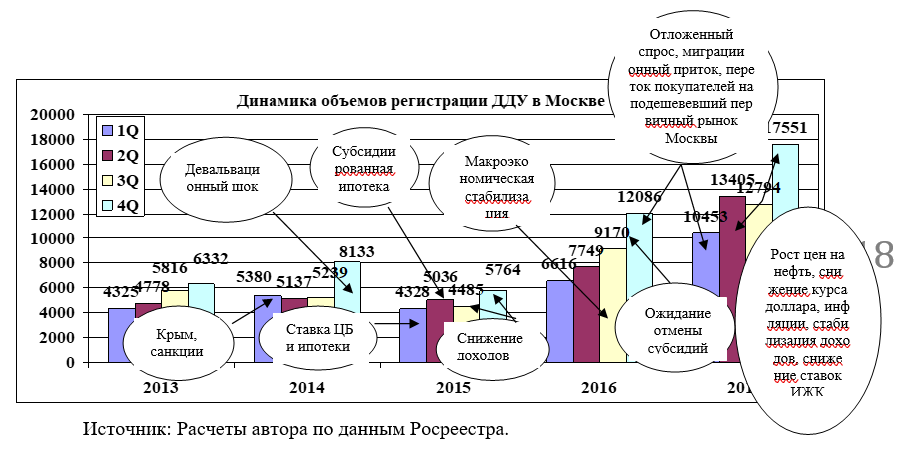 Отложенный
спрос, миграци
онный приток, пере
ток покупателей на
подешевевший пер
вичный рынок
Москвы
Динамика объемов регистрации ДДУ в Москве
20000
18000
16000
14000
12000
10000
8000
6000
4000
2000
0
1Q
2Q
3Q
4Q
Девальваци
онный шок
Субсидии
рованная
ипотека
Макроэко
номическая
стабилиза
ция
4325
4778
5816
6332
5380
5137
5239
8133
4328
5036
4485
5764
6616
7749
9170
12086
10453
13405
12794
17551
8
Крым,
санкции
Ставка ЦБ
и ипотеки
Снижение
доходов
Ожидание
отмены
субсидий
Рост цен на
нефть, сни
жение курса
доллара, инф
ляции, стаби
лизация дохо
дов, сниже
ние ставок
ИЖК
2013
2014
2015
2016
Источник: Расчеты автора по данным Росреестра.